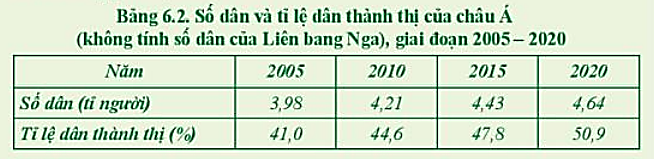 Bảng 6.2. Số dân và tỉ lệ dân thành thị của châu Á
(không tính số dân của Liên bang Nga), giai đoạn 2005 – 2020
Năm 2005 2010 2015 2020
Số dân (tỉ người) 3,98 4,21 4,43 4,64
Tỉ lệ dân thành thị (%) 41,0 44,6 47,8 50,9